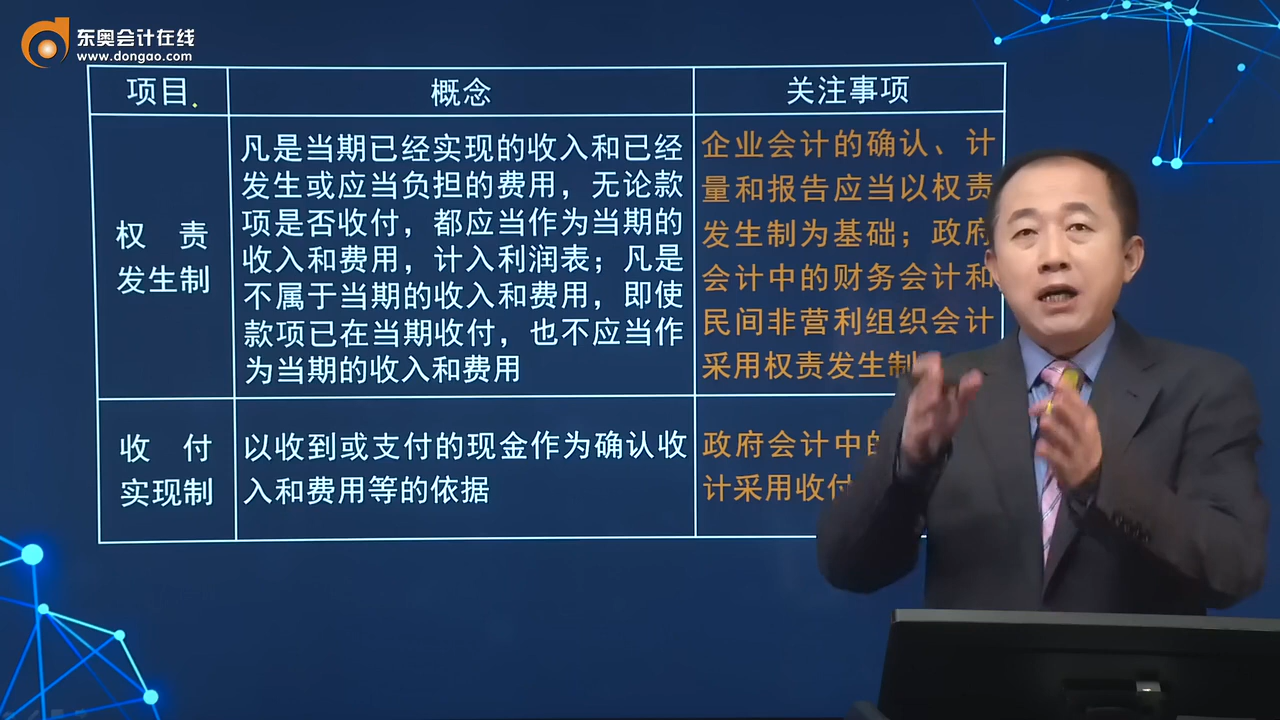 东奥会计在线
www.dongao.com
项目
概念
关注事项
权 责
发生制
凡是当期已经实现的收入和已经
发生或应当负担的费用，无论款
项是否收付，都应当作为当期的
收入和费用，计入利润表；凡是
不属于当期的收入和费用，即使
款项已在当期收付，也不应当作
为当期的收入和费用
企业会计的确认、计
量和报告应当以权责
发生制为基础；政府
会计中的财务会计和
民间非营利组织会计
采用权责发生制
收 付
实现制
以收到或支付的现金作为确认收
入和费用等的依据
政府会计中的
计采用收付